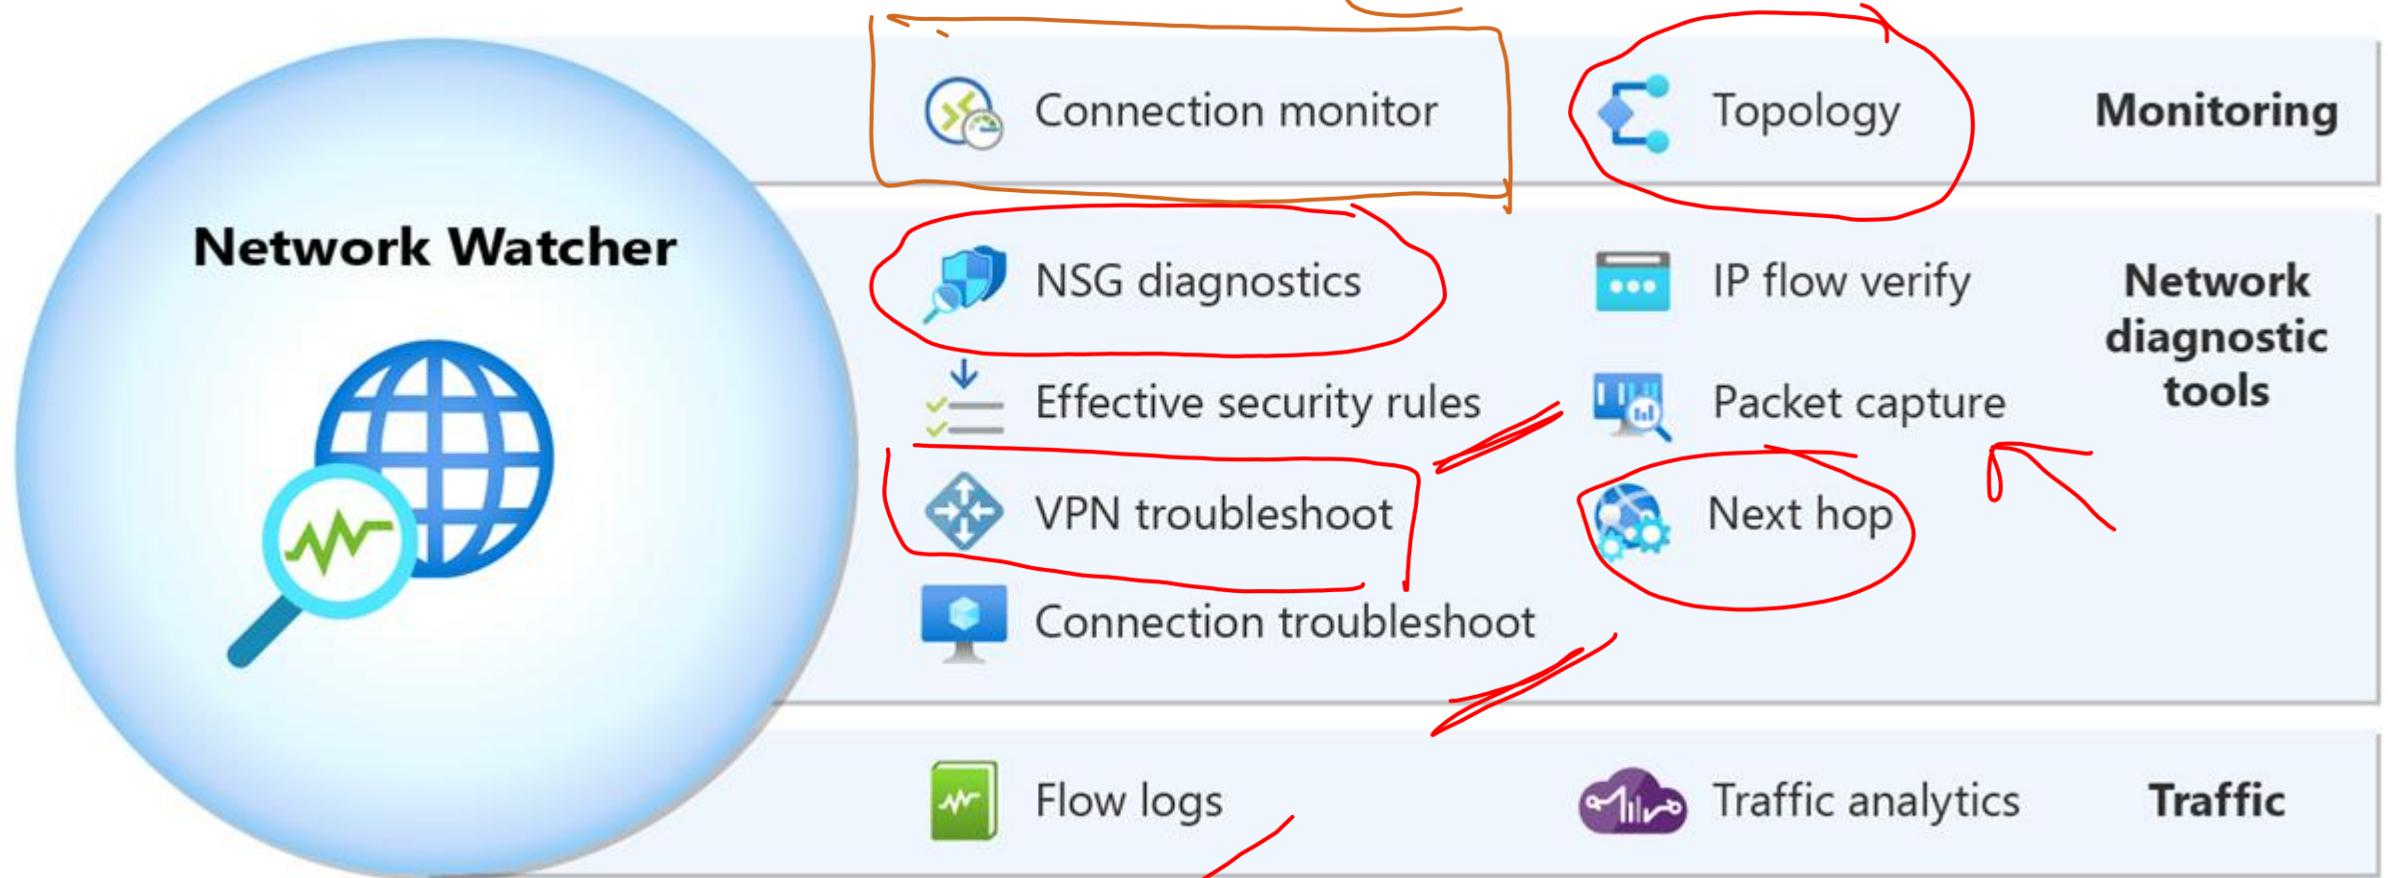 Network Watcher
Connection monitor
Topology
Monitoring
NSG diagnostics
IP flow verify
Network
diagnostic
tools
Effective security rules
Packet capture
VPN troubleshoot
Next hop
Connection troubleshoot
Flow logs
Traffic analytics
Traffic